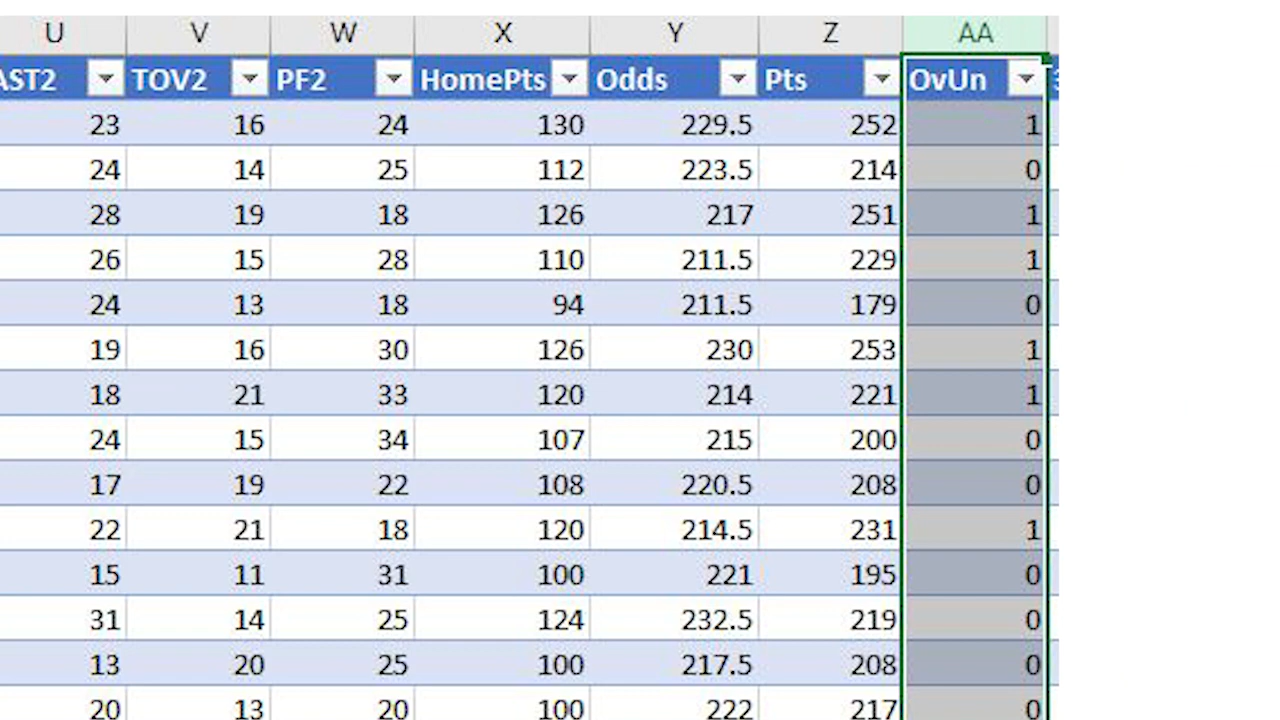 U V W X Y Z AA
AST2 TOV2 PF2 HomePts Odds Pts OvUn
23 16 24 130 229.5 252 1
24 14 25 112 223.5 214 0
28 19 18 126 217 251 1
26 15 28 110 211.5 229 1
24 13 18 94 211.5 179 0
19 16 30 126 230 253 1
18 21 33 120 214 221 1
24 15 34 107 215 200 0
17 19 22 108 220.5 208 0
22 21 18 120 214.5 231 1
15 11 31 100 221 195 0
31 14 25 124 232.5 219 0
13 20 25 100 217.5 208 0
20 13 20 100 222 217 0